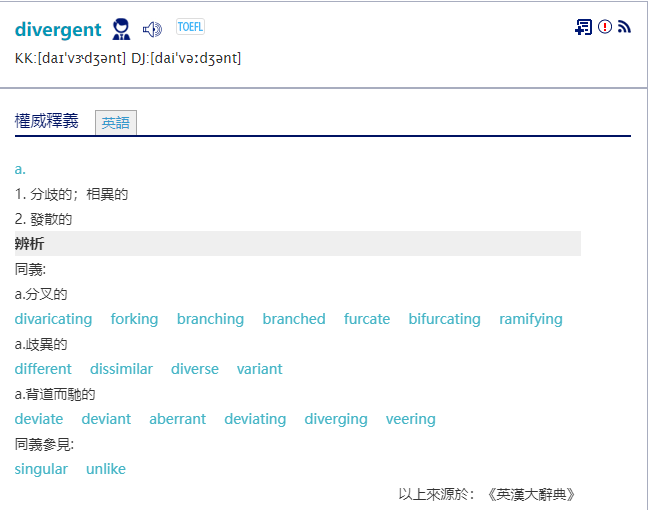 divergent TOEFL
KK:[daɪˈvɝdʒənt] DJ:[daiˈvəːdʒənt]
權威釋義 英語
a.
1. 分歧的；相異的
2. 發散的
辨析
同義:
a.分叉的
divaricating forking branching branched furcate bifurcating ramifying
a.歧異的
different dissimilar diverse variant
a.背道而馳的
deviate deviant aberrant deviating diverging veering
同義參見:
singular unlike
以上來源於：《英漢大辭典》